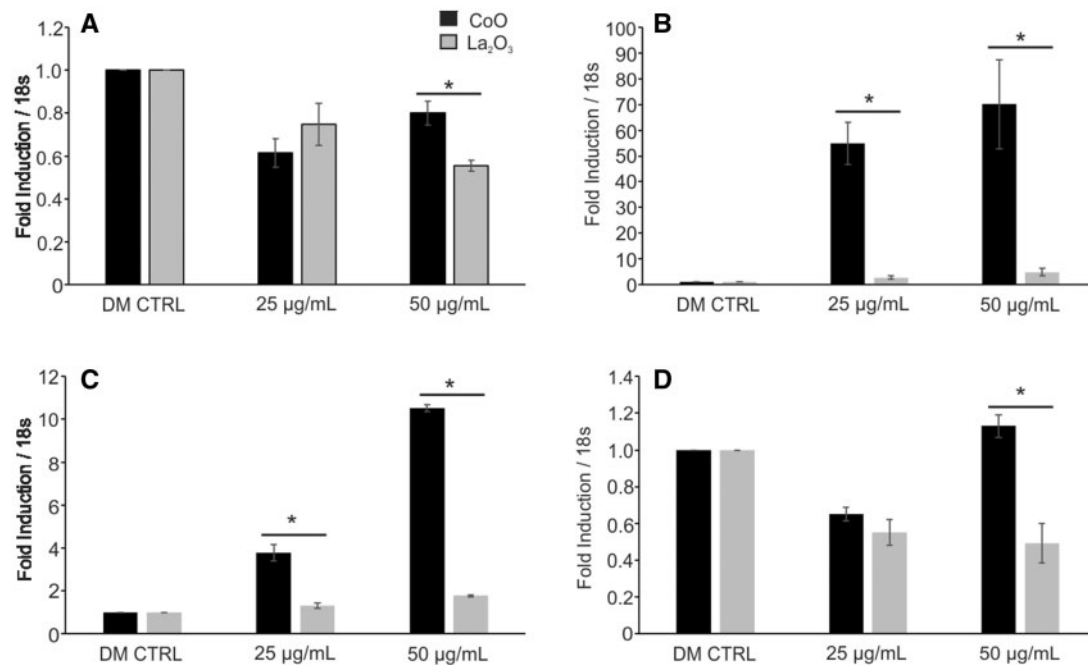 A
CoO
La₂O₃
Fold Induction / 18s
1.0
0.8
0.6
0.4
0.2
0
*
DM CTRL 25 µg/mL 50 µg/mL
B
Fold Induction / 18s
100
90
80
70
60
50
40
30
20
10
0
*
*
DM CTRL 25 µg/mL 50 µg/mL
C
Fold Induction / 18s
12
10
8
6
4
2
0
*
*
DM CTRL 25 µg/mL 50 µg/mL
D
Fold Induction / 18s
1.4
1.2
1.0
0.8
0.6
0.4
0.2
0
*
DM CTRL 25 µg/mL 50 µg/mL